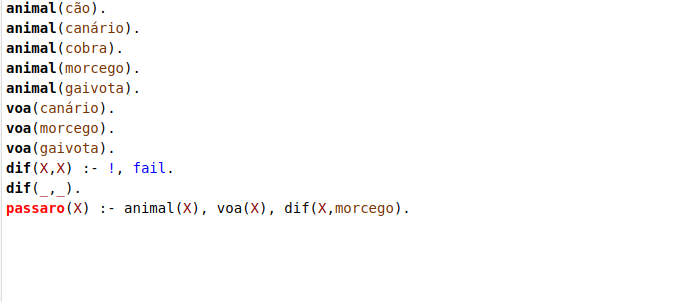 animal(cão).
animal(canário).
animal(cobra).
animal(morcego).
animal(gaivota).
voa(canário).
voa(morcego).
voa(gaivota).
dif(X,X) :- !, fail.
dif(_,_).
passaro(X) :- animal(X), voa(X), dif(X,morcego).